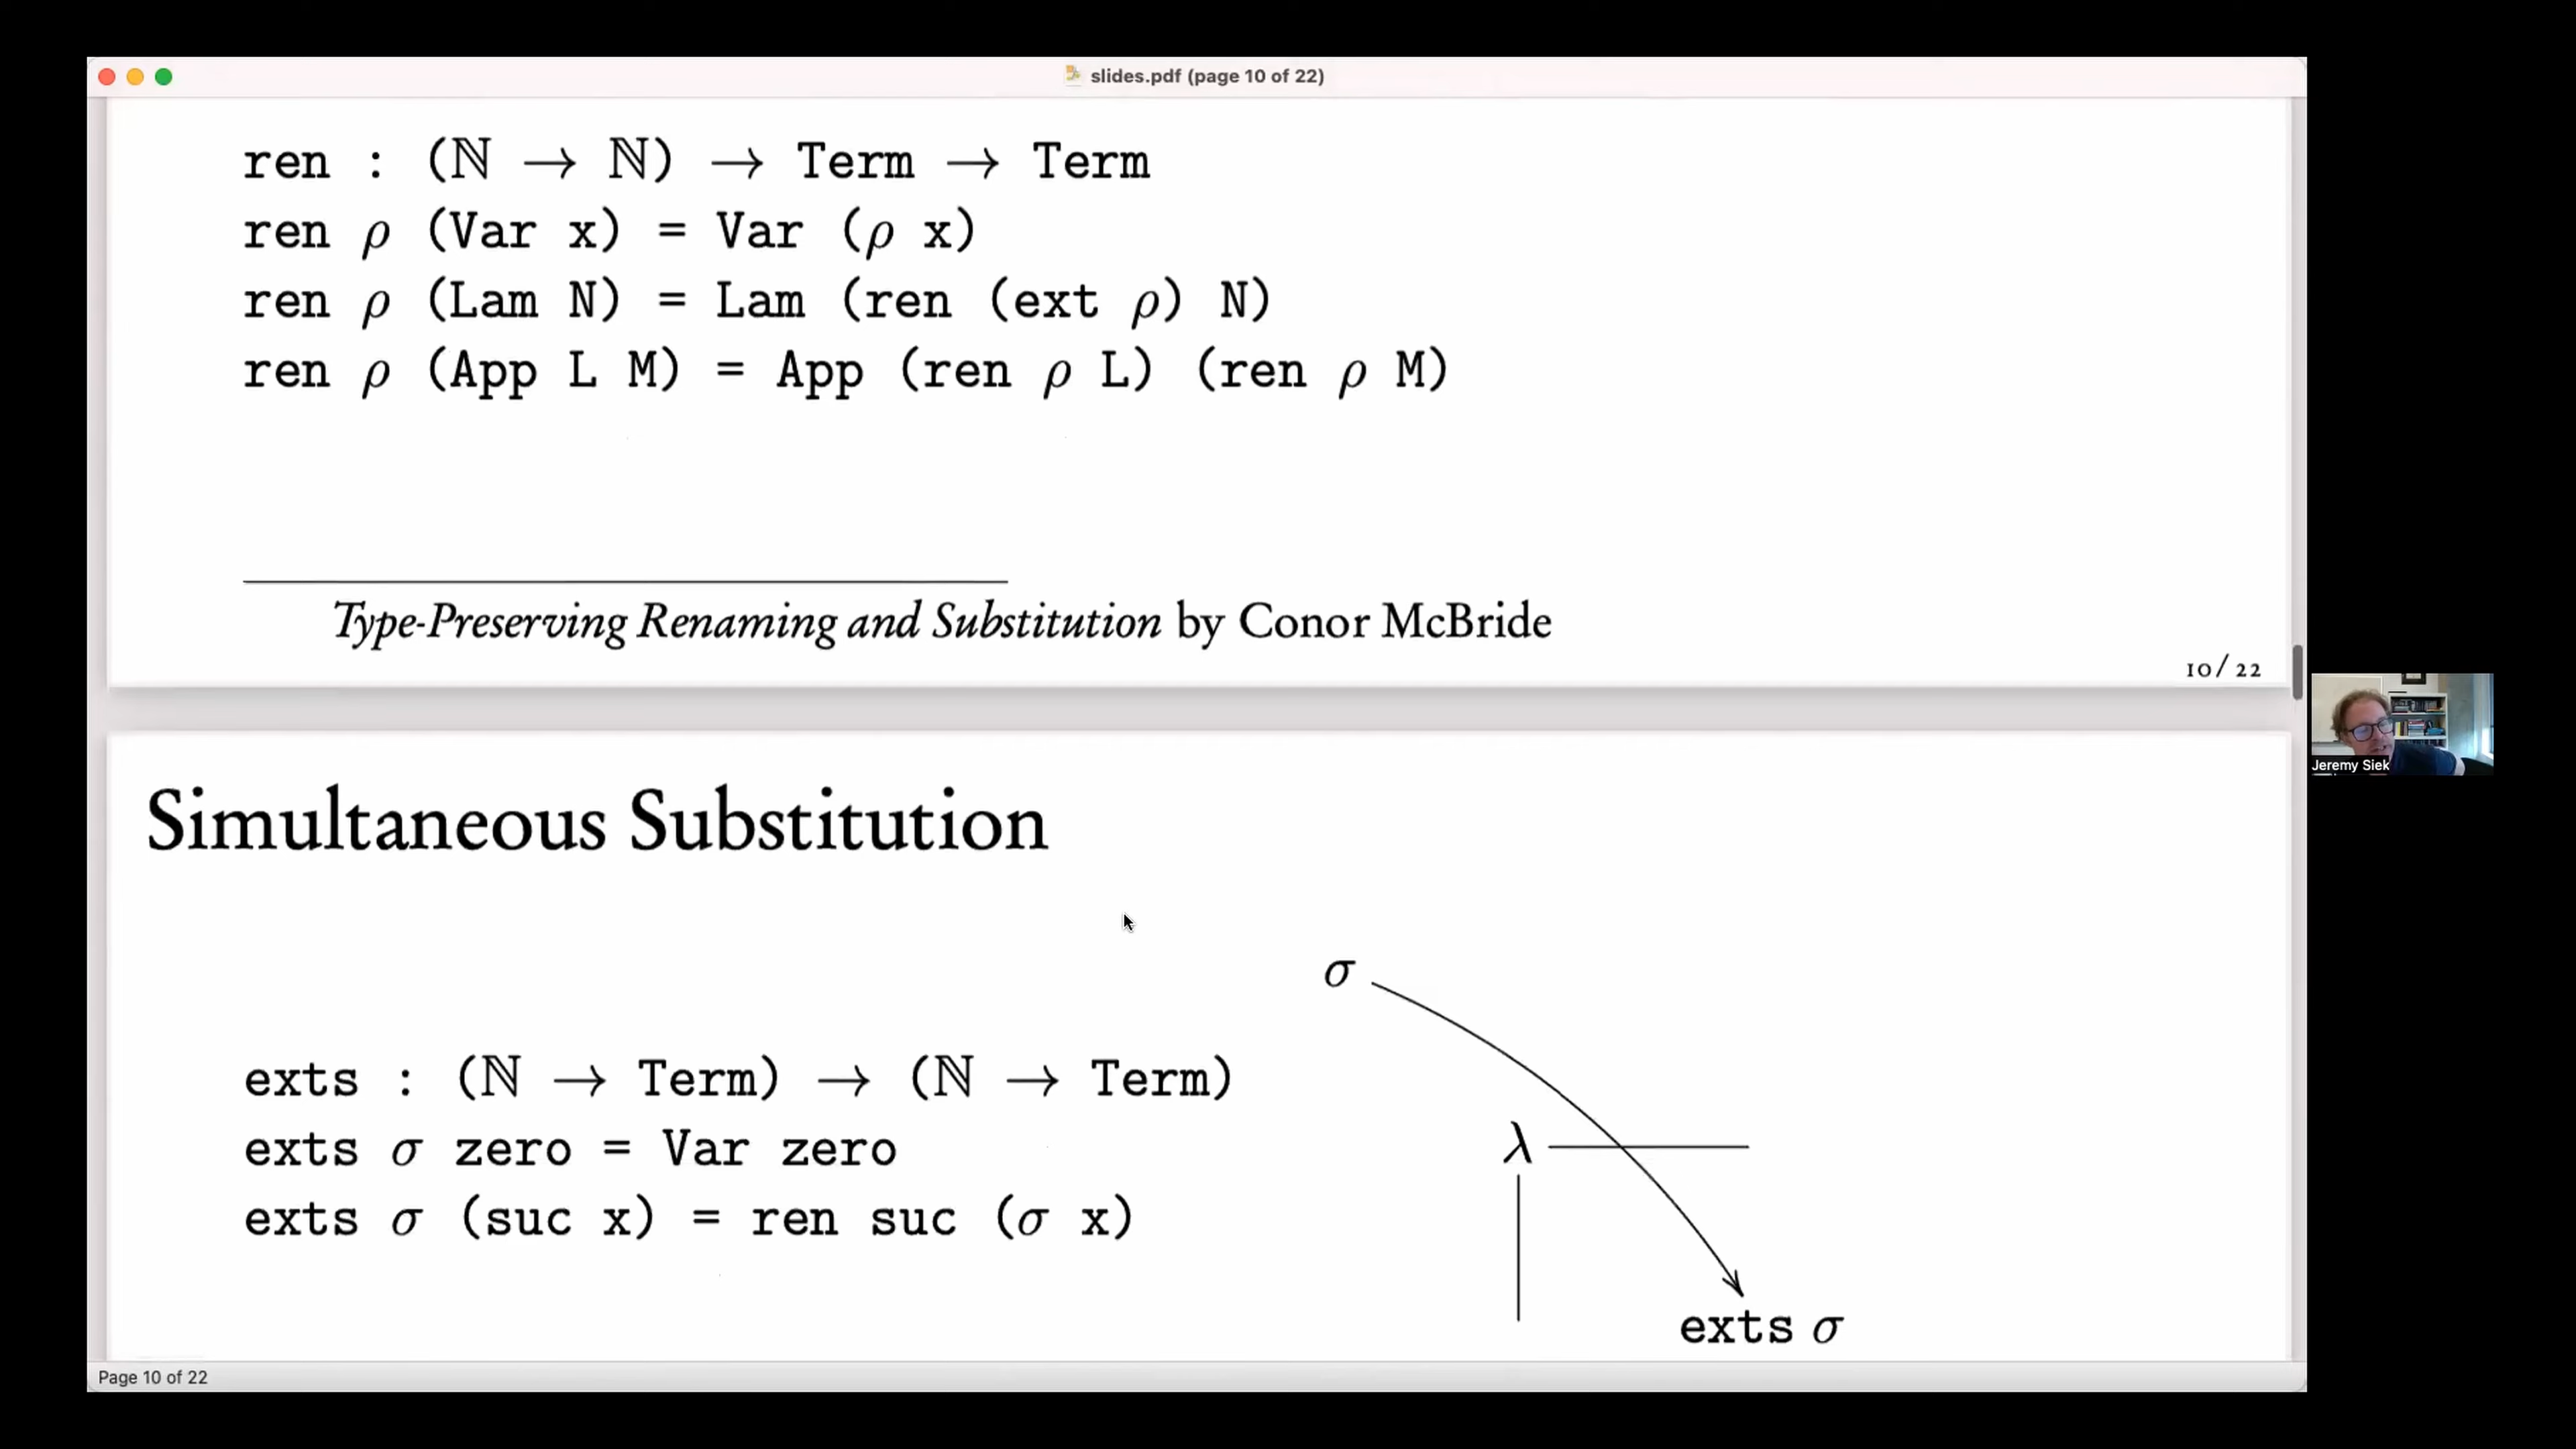 slides.pdf (page 10 of 22)
ren : (ℕ → ℕ) → Term → Term
ren ρ (Var x) = Var (ρ x)
ren ρ (Lam N) = Lam (ren (ext ρ) N)
ren ρ (App L M) = App (ren ρ L) (ren ρ M)
Type-Preserving Renaming and Substitution by Conor McBride
10/ 22
Jeremy Siek
Simultaneous Substitution
σ
exts : (ℕ → Term) → (ℕ → Term)
exts σ zero = Var zero
λ
exts σ (suc x) = ren suc (σ x)
exts σ
Page 10 of 22